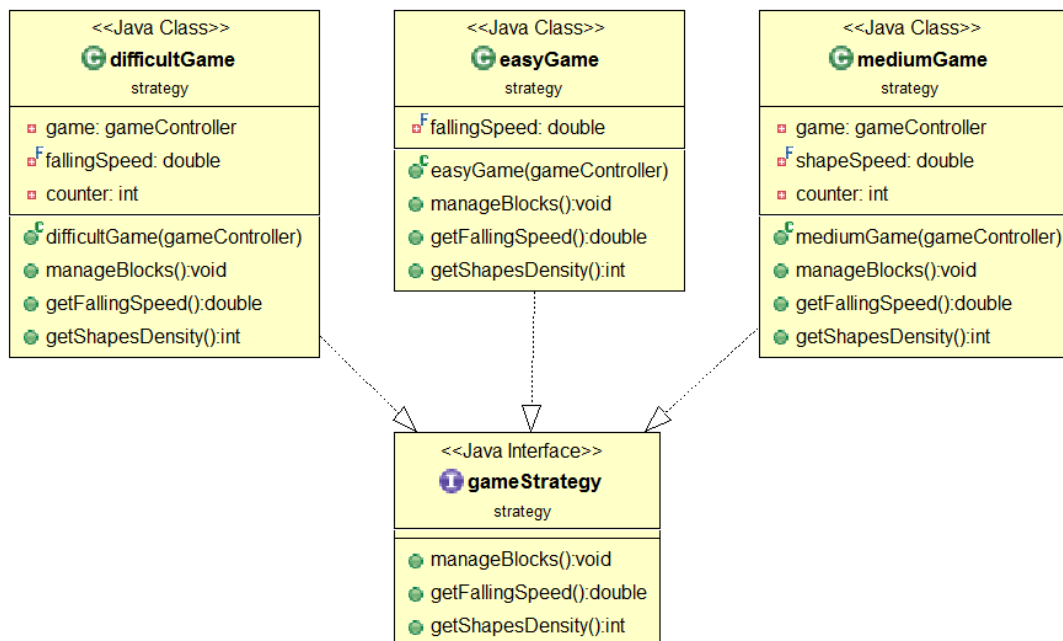 <<Java Class>>
C difficultGame
strategy
game: gameController
F fallingSpeed: double
counter: int
C difficultGame(gameController)
manageBlocks():void
getFallingSpeed():double
getShapesDensity():int
<<Java Class>>
C easyGame
strategy
F fallingSpeed: double
C easyGame(gameController)
manageBlocks():void
getFallingSpeed():double
getShapesDensity():int
<<Java Class>>
C mediumGame
strategy
game: gameController
F shapeSpeed: double
counter: int
C mediumGame(gameController)
manageBlocks():void
getFallingSpeed():double
getShapesDensity():int
<<Java Interface>>
I gameStrategy
strategy
manageBlocks():void
getFallingSpeed():double
getShapesDensity():int